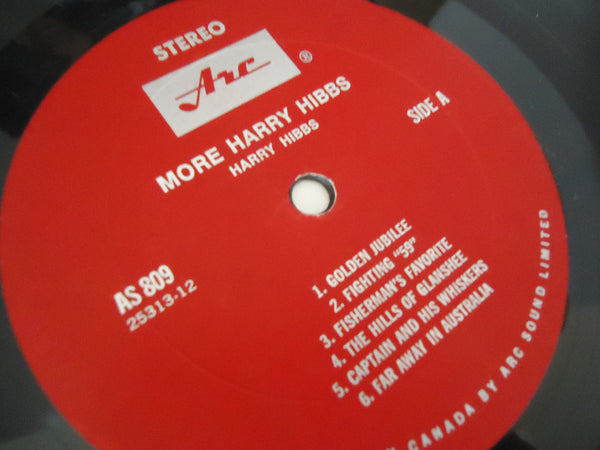 STEREO
Arc ®
MORE HARRY HIBBS
HARRY HIBBS
SIDE A
AS 809
25313-12
1. GOLDEN JUBILEE
2. FIGHTING "59"
3. FISHERMAN'S FAVORITE
4. THE HILLS OF GLANSHEE
5. CAPTAIN AND HIS WHISKERS
6. FAR AWAY IN AUSTRALIA
CANADA BY ARC SOUND LIMITED